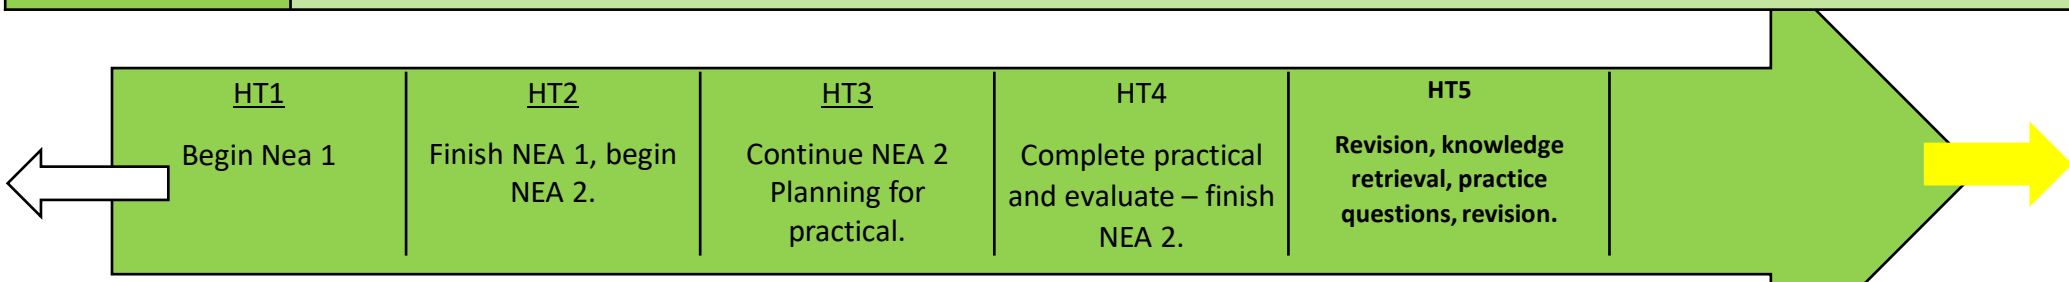 HT1
Begin Nea 1
HT2
Finish NEA 1, begin
NEA 2.
HT3
Continue NEA 2
Planning for
practical.
HT4
Complete practical
and evaluate – finish
NEA 2.
HT5
Revision, knowledge
retrieval, practice
questions, revision.